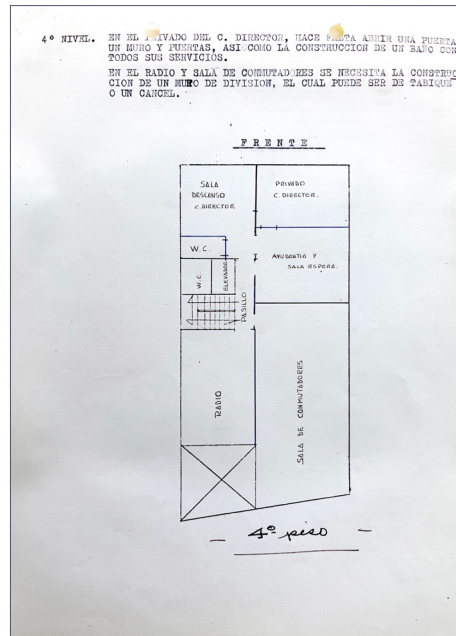 4º NIVEL. EN EL PRIVADO DEL C. DIRECTOR, HACE FALTA ABRIR UNA PUERTA
UN MURO Y PUERTAS, ASI COMO LA CONSTRUCCION DE UN BAÑO CON
TODOS SUS SERVICIOS.
EN EL RADIO Y SALA DE CONMUTADORES SE NECESITA LA CONSTRUC
CION DE UN MURO DE DIVISION, EL CUAL PUEDE SER DE TABIQUE
O UN CANCEL.
FRENTE
SALA
DESCANSO
C. DIRECTOR
PRIVADO
C. DIRECTOR.
W.C.
AYUDANTIA Y
SALA ESPERA.
W.C.
ELEVADOR
PASILLO
RADIO
SALA DE CONMUTADORES
— 4º piso —